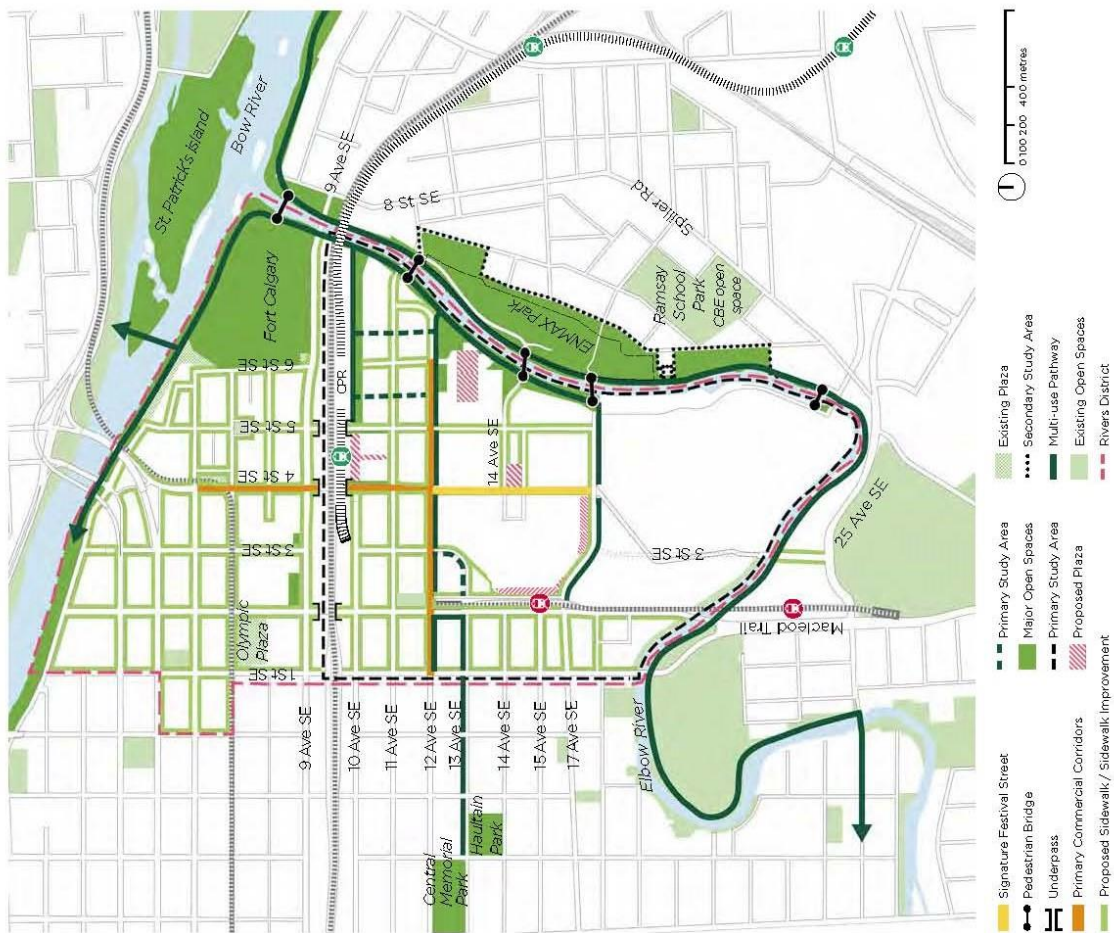 St. Patrick's Island
Bow River
Fort Calgary
9 Ave SE
8 St SE
6 St SE
5 St SE
4 St SE
3 St SE
1 St SE
CPR
Olympic
Plaza
ENMAX Park
Spiller Rd
Ramsay
School
Park
CBE open
space
14 Ave SE
3 St SE
25 Ave SE
Macleod Trail
9 Ave SE
10 Ave SE
11 Ave SE
12 Ave SE
13 Ave SE
14 Ave SE
15 Ave SE
17 Ave SE
Elbow River
Central
Memorial
Park
Haultain
Park
Signature Festival Street
Pedestrian Bridge
Underpass
Primary Commercial Corridors
Proposed Sidewalk / Sidewalk Improvement
Primary Study Area
Major Open Spaces
Primary Study Area
Proposed Plaza
Existing Plaza
Secondary Study Area
Multi-use Pathway
Existing Open Spaces
Rivers District
0 100 200 400 metres